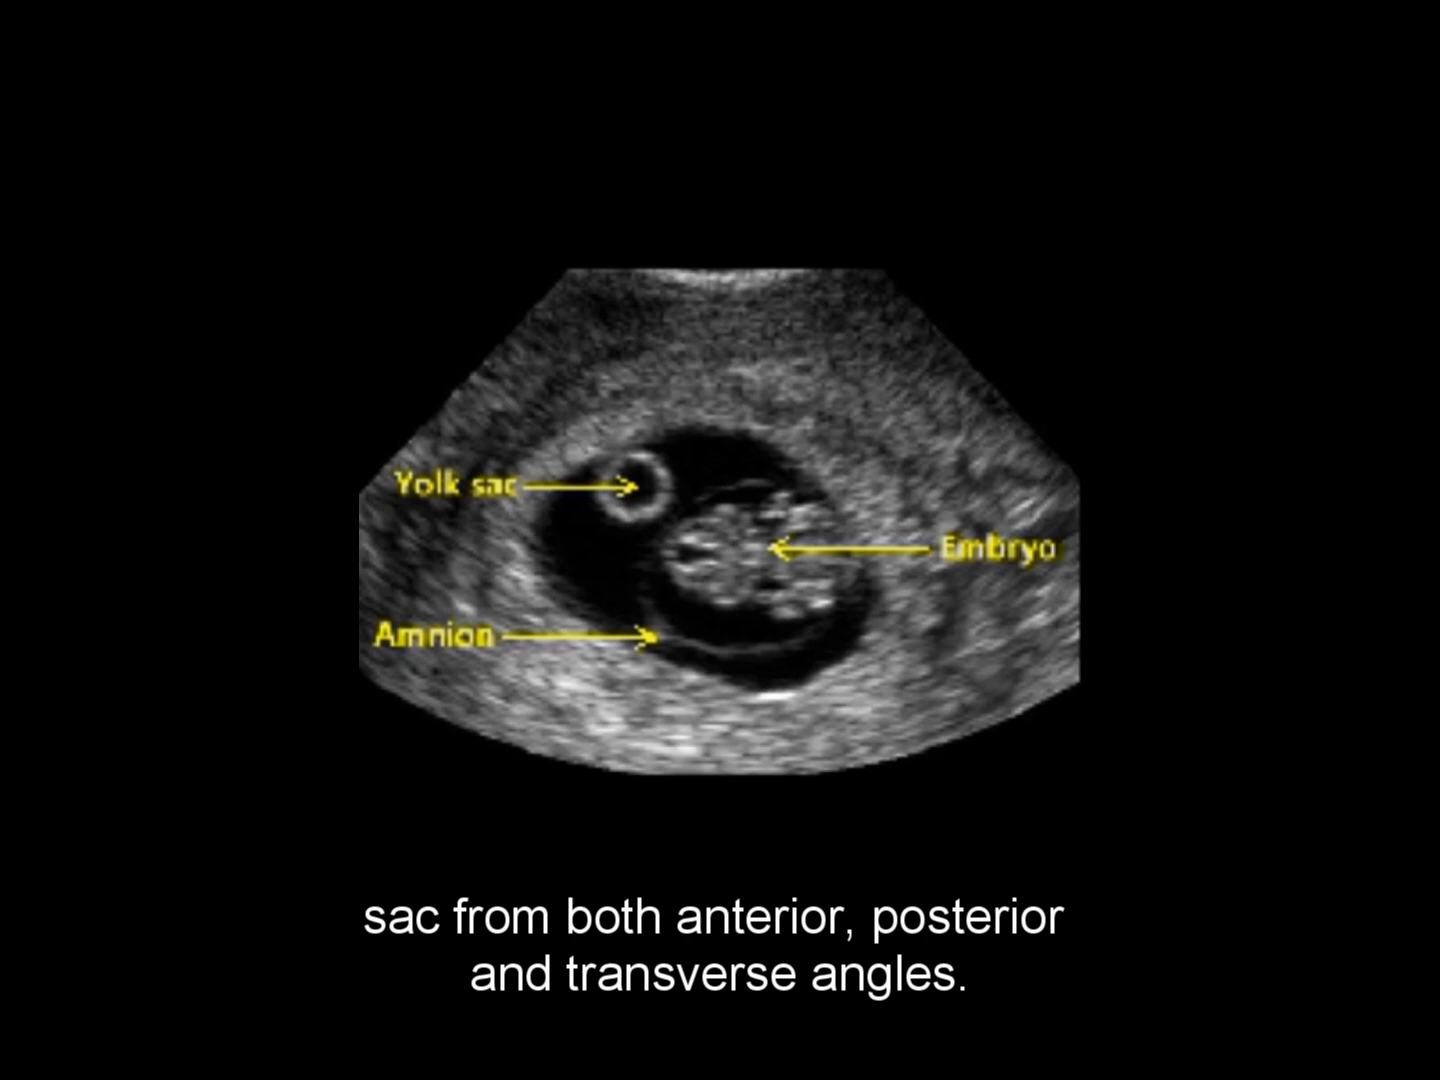 Yolk sac
Embryo
Amnion
sac from both anterior, posterior
and transverse angles.